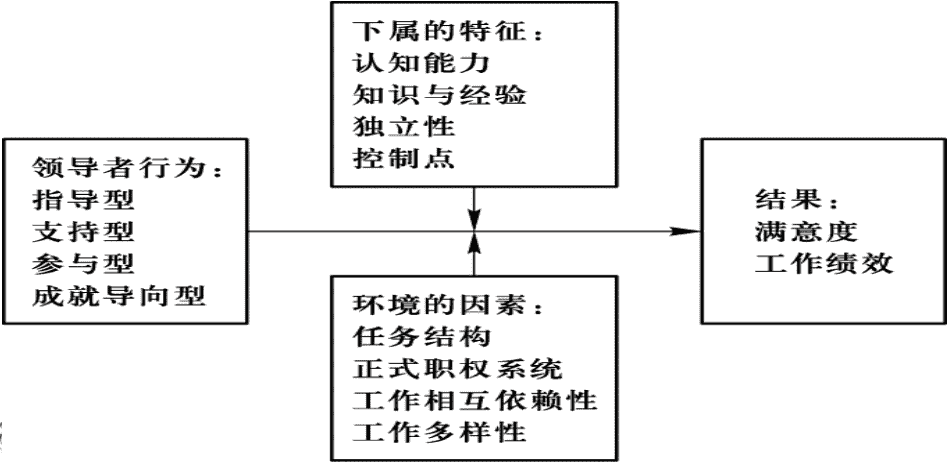 下属的特征：
认知能力
知识与经验
独立性
控制点
领导者行为：
指导型
支持型
参与型
成就导向型
结果：
满意度
工作绩效
环境的因素：
任务结构
正式职权系统
工作相互依赖性
工作多样性